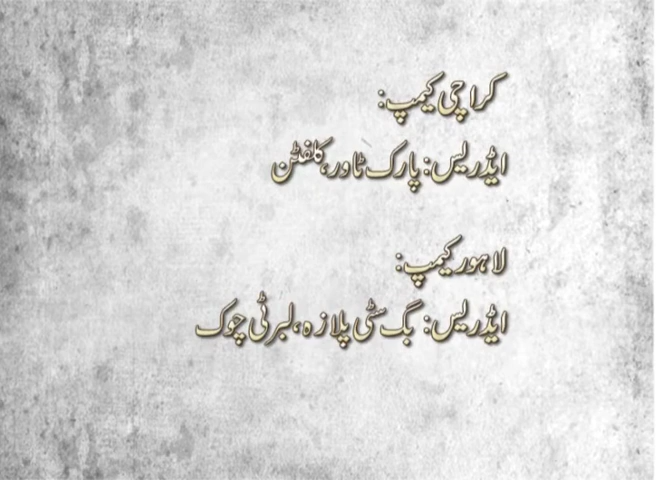 کراچی کیمپ:
ایڈریس: پارک ٹاور، کلفٹن
لاہور کیمپ:
ایڈریس: بگ سٹی پلازہ، لبرٹی چوک